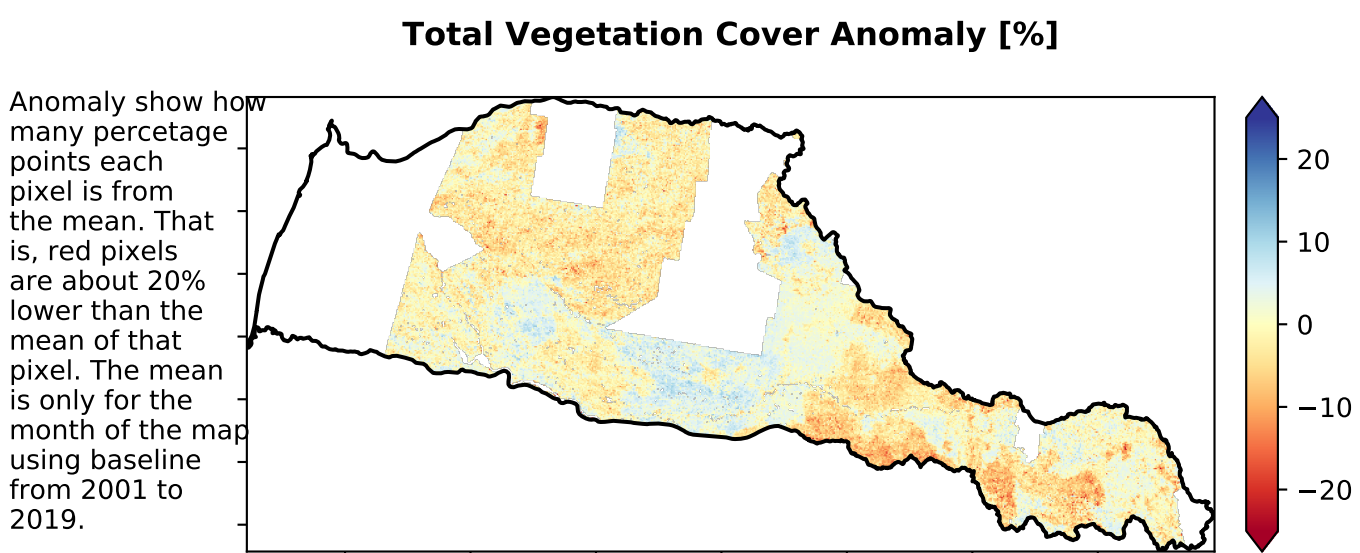 Total Vegetation Cover Anomaly [%]
Anomaly show how
many percetage
points each
pixel is from
the mean. That
is, red pixels
are about 20%
lower than the
mean of that
pixel. The mean
is only for the
month of the map
using baseline
from 2001 to
2019.
20
10
0
−10
−20